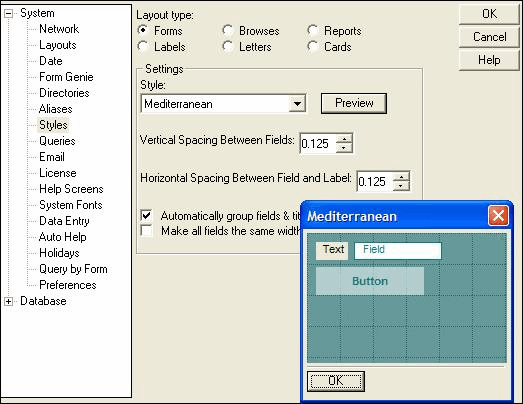 System
Network
Layouts
Date
Form Genie
Directories
Aliases
Styles
Queries
Email
License
Help Screens
System Fonts
Data Entry
Auto Help
Holidays
Query by Form
Preferences
Database
Layout type:
Forms Browses Reports
Labels Letters Cards
Settings
Style:
Mediterranean Preview
Vertical Spacing Between Fields: 0.125
Horizontal Spacing Between Field and Label: 0.125
Automatically group fields & tit
Make all fields the same width
OK
Cancel
Help
Mediterranean
Text Field
Button
OK